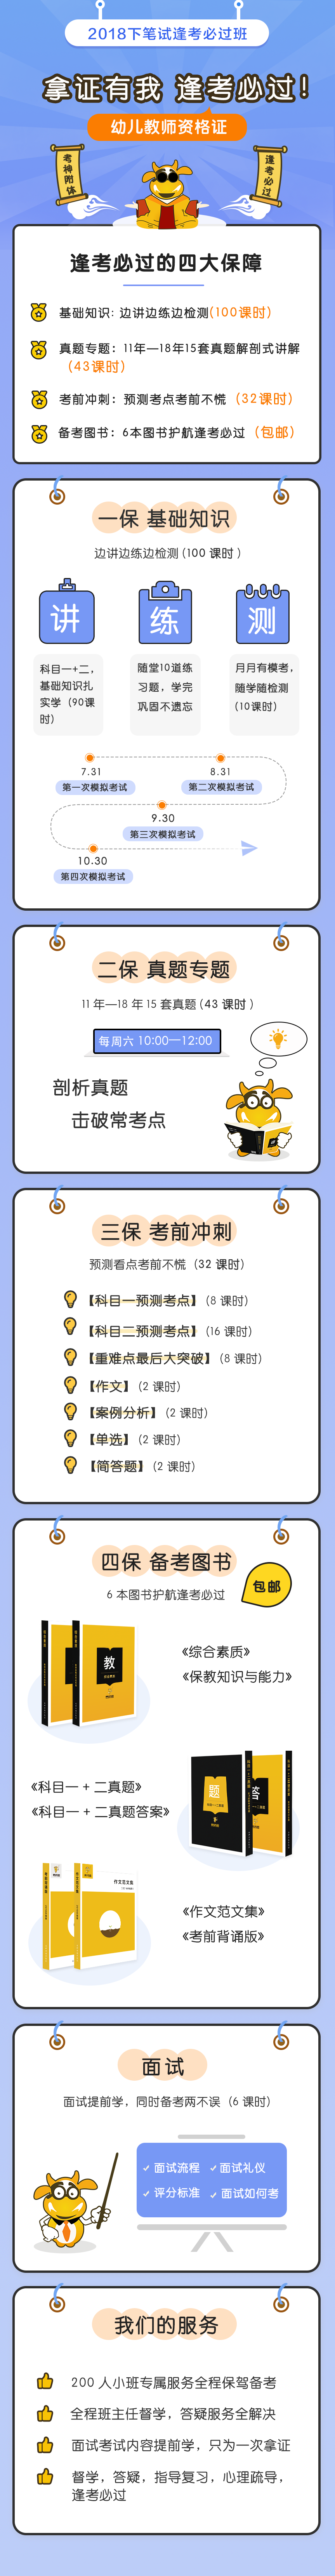 2018下笔试逢考必过班
拿证有我 逢考必过!
幼儿教师资格证
考神附体
逢考必过
逢考必过的四大保障
基础知识: 边讲边练边检测(100课时)
真题专题: 11年—18年15套真题解剖式讲解
(43课时)
考前冲刺: 预测考点考前不慌 (32课时)
备考图书: 6本图书护航逢考必过 (包邮)
一保 基础知识
边讲边练边检测 (100 课时 )
讲
练
测
科目一+二,
基础知识扎
实学 (90课
时)
随堂10道练
习题, 学完
巩固不遗忘
月月有模考,
随学随检测
(10课时)
7.31
第一次模拟考试
8.31
第二次模拟考试
9.30
第三次模拟考试
10.30
第四次模拟考试
二保 真题专题
11 年—18 年 15 套真题 (43 课时 )
每周六 10:00—12:00
剖析真题
击破常考点
三保 考前冲刺
预测看点考前不慌 (32 课时)
【科目一预测考点】 (8 课时)
【科目二预测考点】 (16 课时)
【重难点最后大突破】 (8 课时)
【作文】 (2 课时)
【案例分析】 (2 课时)
【单选】 (2 课时)
【简答题】 (2 课时)
四保 备考图书
6 本图书护航逢考必过
包邮
教
《综合素质》
《保教知识与能力》
《科目一 + 二真题》
《科目一 + 二真题答案》
题
答
作文范文集
《作文范文集》
《考前背诵版》
面试
面试提前学, 同时备考两不误 (6 课时)
面试流程
面试礼仪
评分标准
面试如何考
我们的服务
200 人小班专属服务全程保驾备考
全程班主任督学, 答疑服务全解决
面试考试内容提前学, 只为一次拿证
督学, 答疑, 指导复习, 心理疏导,
逢考必过